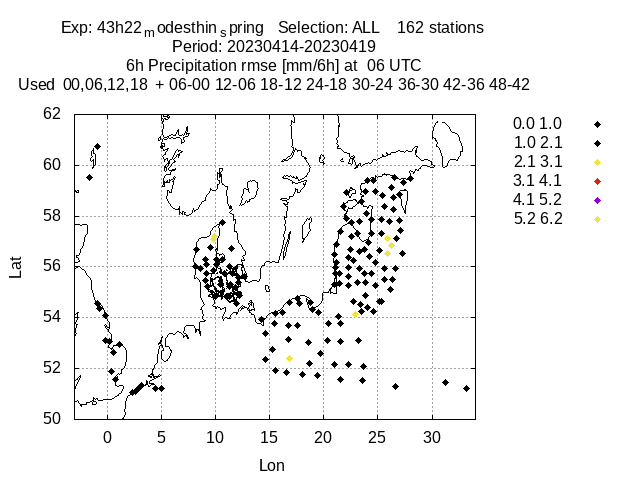 Exp: 43h22modesthinspring   Selection: ALL    162 stations
Period: 20230414-20230419
6h Precipitation rmse [mm/6h] at  06 UTC
Used  00,06,12,18  + 06-00 12-06 18-12 24-18 30-24 36-30 42-36 48-42
62
60
58
56
54
52
50
Lat
0 5 10 15 20 25 30
Lon
0.0 1.0
1.0 2.1
2.1 3.1
3.1 4.1
4.1 5.2
5.2 6.2